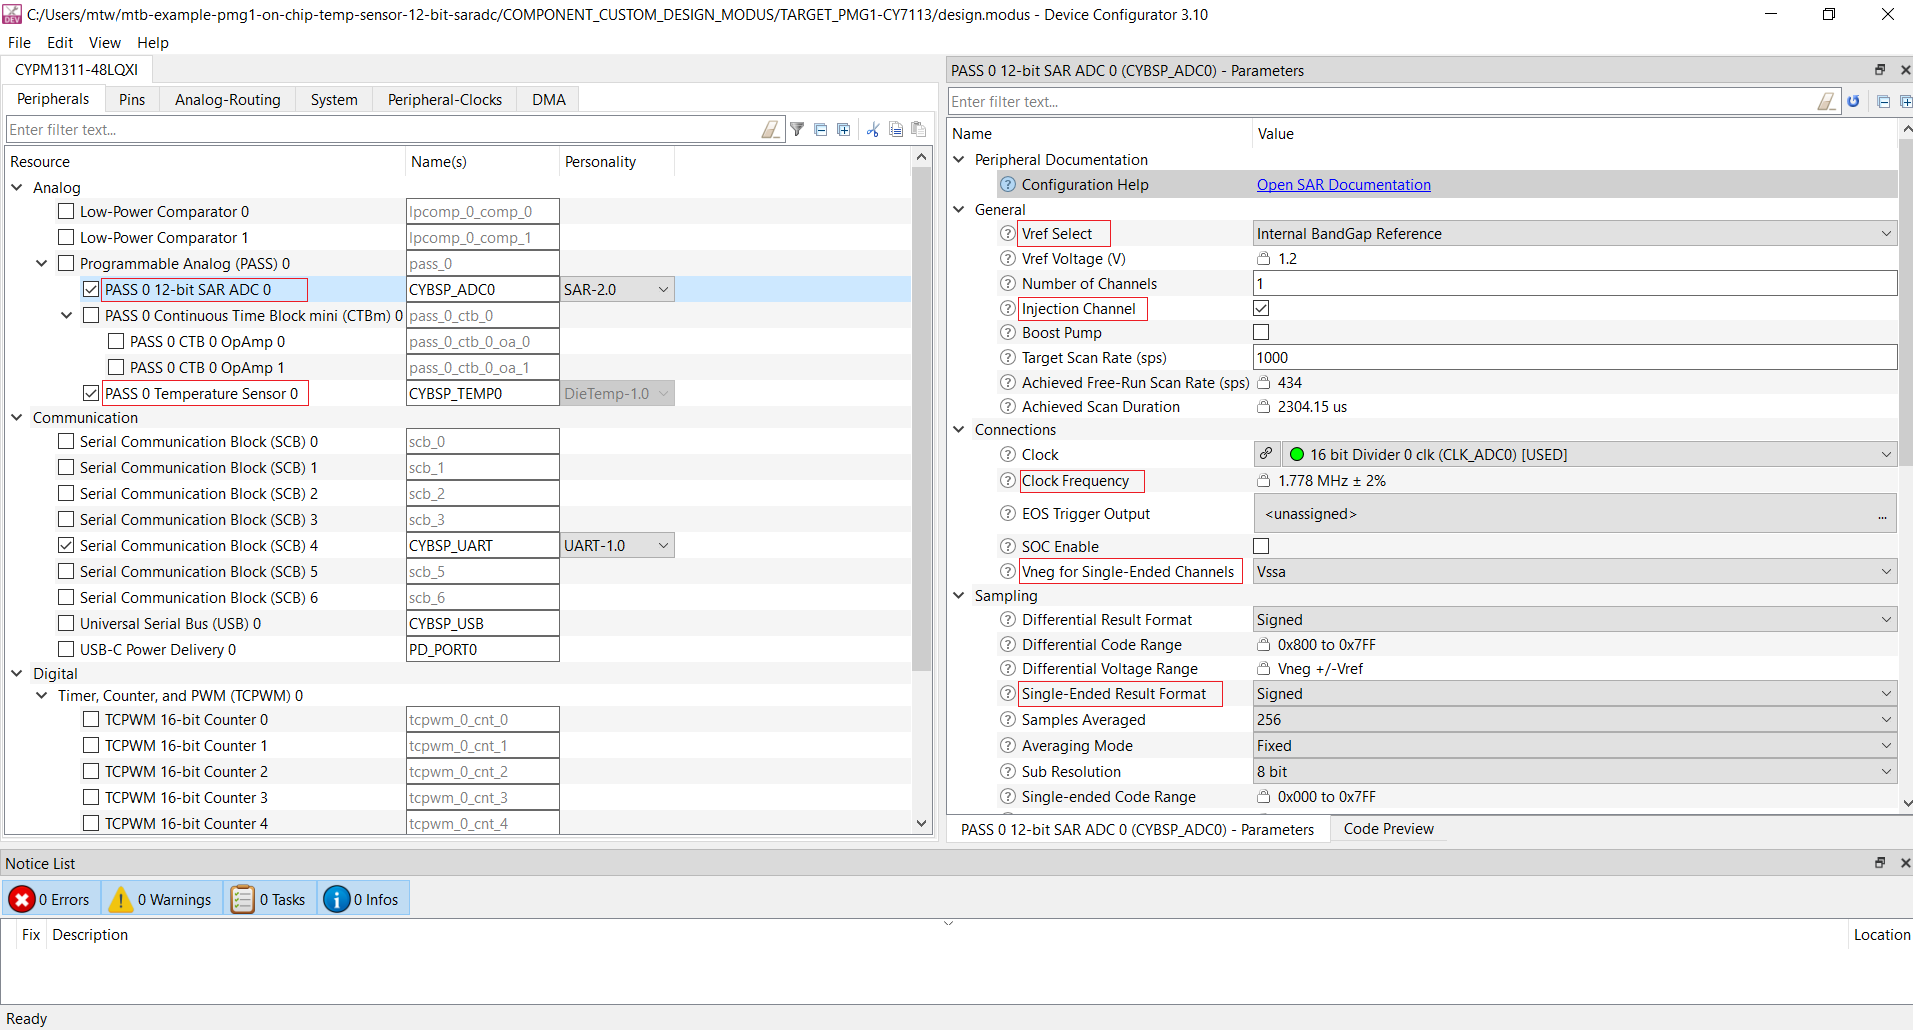 C:/Users/mtw/mtb-example-pmg1-on-chip-temp-sensor-12-bit-saradc/COMPONENT_CUSTOM_DESIGN_MODUS/TARGET_PMG1-CY7113/design.modus - Device Configurator 3.10
File Edit View Help
CYPM1311-48LQXI
Peripherals Pins Analog-Routing System Peripheral-Clocks DMA
Enter filter text...
Resource Name(s) Personality
Analog
Low-Power Comparator 0 lpcomp_0_comp_0
Low-Power Comparator 1 lpcomp_0_comp_1
Programmable Analog (PASS) 0 pass_0
PASS 0 12-bit SAR ADC 0 CYBSP_ADC0 SAR-2.0
PASS 0 Continuous Time Block mini (CTBm) 0 pass_0_ctb_0
PASS 0 CTB 0 OpAmp 0 pass_0_ctb_0_oa_0
PASS 0 CTB 0 OpAmp 1 pass_0_ctb_0_oa_1
PASS 0 Temperature Sensor 0 CYBSP_TEMP0 DieTemp-1.0
Communication
Serial Communication Block (SCB) 0 scb_0
Serial Communication Block (SCB) 1 scb_1
Serial Communication Block (SCB) 2 scb_2
Serial Communication Block (SCB) 3 scb_3
Serial Communication Block (SCB) 4 CYBSP_UART UART-1.0
Serial Communication Block (SCB) 5 scb_5
Serial Communication Block (SCB) 6 scb_6
Universal Serial Bus (USB) 0 CYBSP_USB
USB-C Power Delivery 0 PD_PORT0
Digital
Timer, Counter, and PWM (TCPWM) 0
TCPWM 16-bit Counter 0 tcpwm_0_cnt_0
TCPWM 16-bit Counter 1 tcpwm_0_cnt_1
TCPWM 16-bit Counter 2 tcpwm_0_cnt_2
TCPWM 16-bit Counter 3 tcpwm_0_cnt_3
TCPWM 16-bit Counter 4 tcpwm_0_cnt_4
PASS 0 12-bit SAR ADC 0 (CYBSP_ADC0) - Parameters
Enter filter text...
Name Value
Peripheral Documentation
Configuration Help Open SAR Documentation
General
Vref Select Internal BandGap Reference
Vref Voltage (V) 1.2
Number of Channels 1
Injection Channel
Boost Pump
Target Scan Rate (sps) 1000
Achieved Free-Run Scan Rate (sps) 434
Achieved Scan Duration 2304.15 us
Connections
Clock 16 bit Divider 0 clk (CLK_ADC0) [USED]
Clock Frequency 1.778 MHz ± 2%
EOS Trigger Output <unassigned> ...
SOC Enable
Vneg for Single-Ended Channels Vssa
Sampling
Differential Result Format Signed
Differential Code Range 0x800 to 0x7FF
Differential Voltage Range Vneg +/-Vref
Single-Ended Result Format Signed
Samples Averaged 256
Averaging Mode Fixed
Sub Resolution 8 bit
Single-ended Code Range 0x000 to 0x7FF
PASS 0 12-bit SAR ADC 0 (CYBSP_ADC0) - Parameters Code Preview
Notice List
0 Errors 0 Warnings 0 Tasks 0 Infos
Fix Description Location
Ready